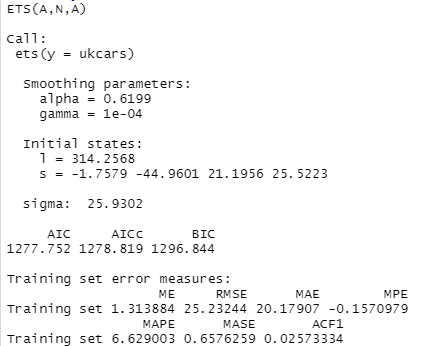 ETS(A,N,A)
Call:
ets(y = ukcars)
Smoothing parameters:
alpha = 0.6199
gamma = 1e-04
Initial states:
l = 314.2568
s = -1.7579 -44.9601 21.1956 25.5223
sigma: 25.9302
AIC AICc BIC
1277.752 1278.819 1296.844
Training set error measures:
ME RMSE MAE MPE
Training set 1.313884 25.23244 20.17907 -0.1570979
MAPE MASE ACF1
Training set 6.629003 0.6576259 0.02573334